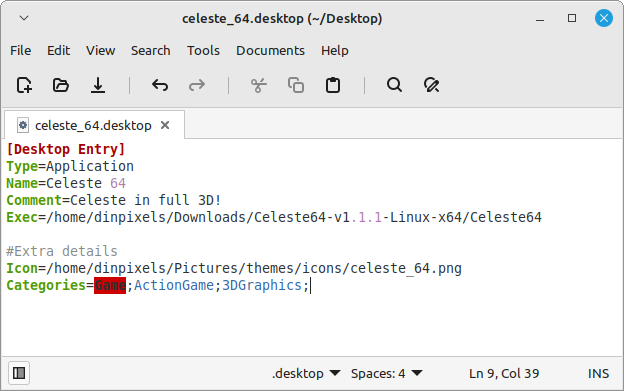 celeste_64.desktop (~/Desktop)
File Edit View Search Tools Documents Help
celeste_64.desktop
[Desktop Entry]
Type=Application
Name=Celeste 64
Comment=Celeste in full 3D!
Exec=/home/dinpixels/Downloads/Celeste64-v1.1.1-Linux-x64/Celeste64
#Extra details
Icon=/home/dinpixels/Pictures/themes/icons/celeste_64.png
Categories=Game;ActionGame;3DGraphics;
.desktop Spaces: 4 Ln 9, Col 39 INS